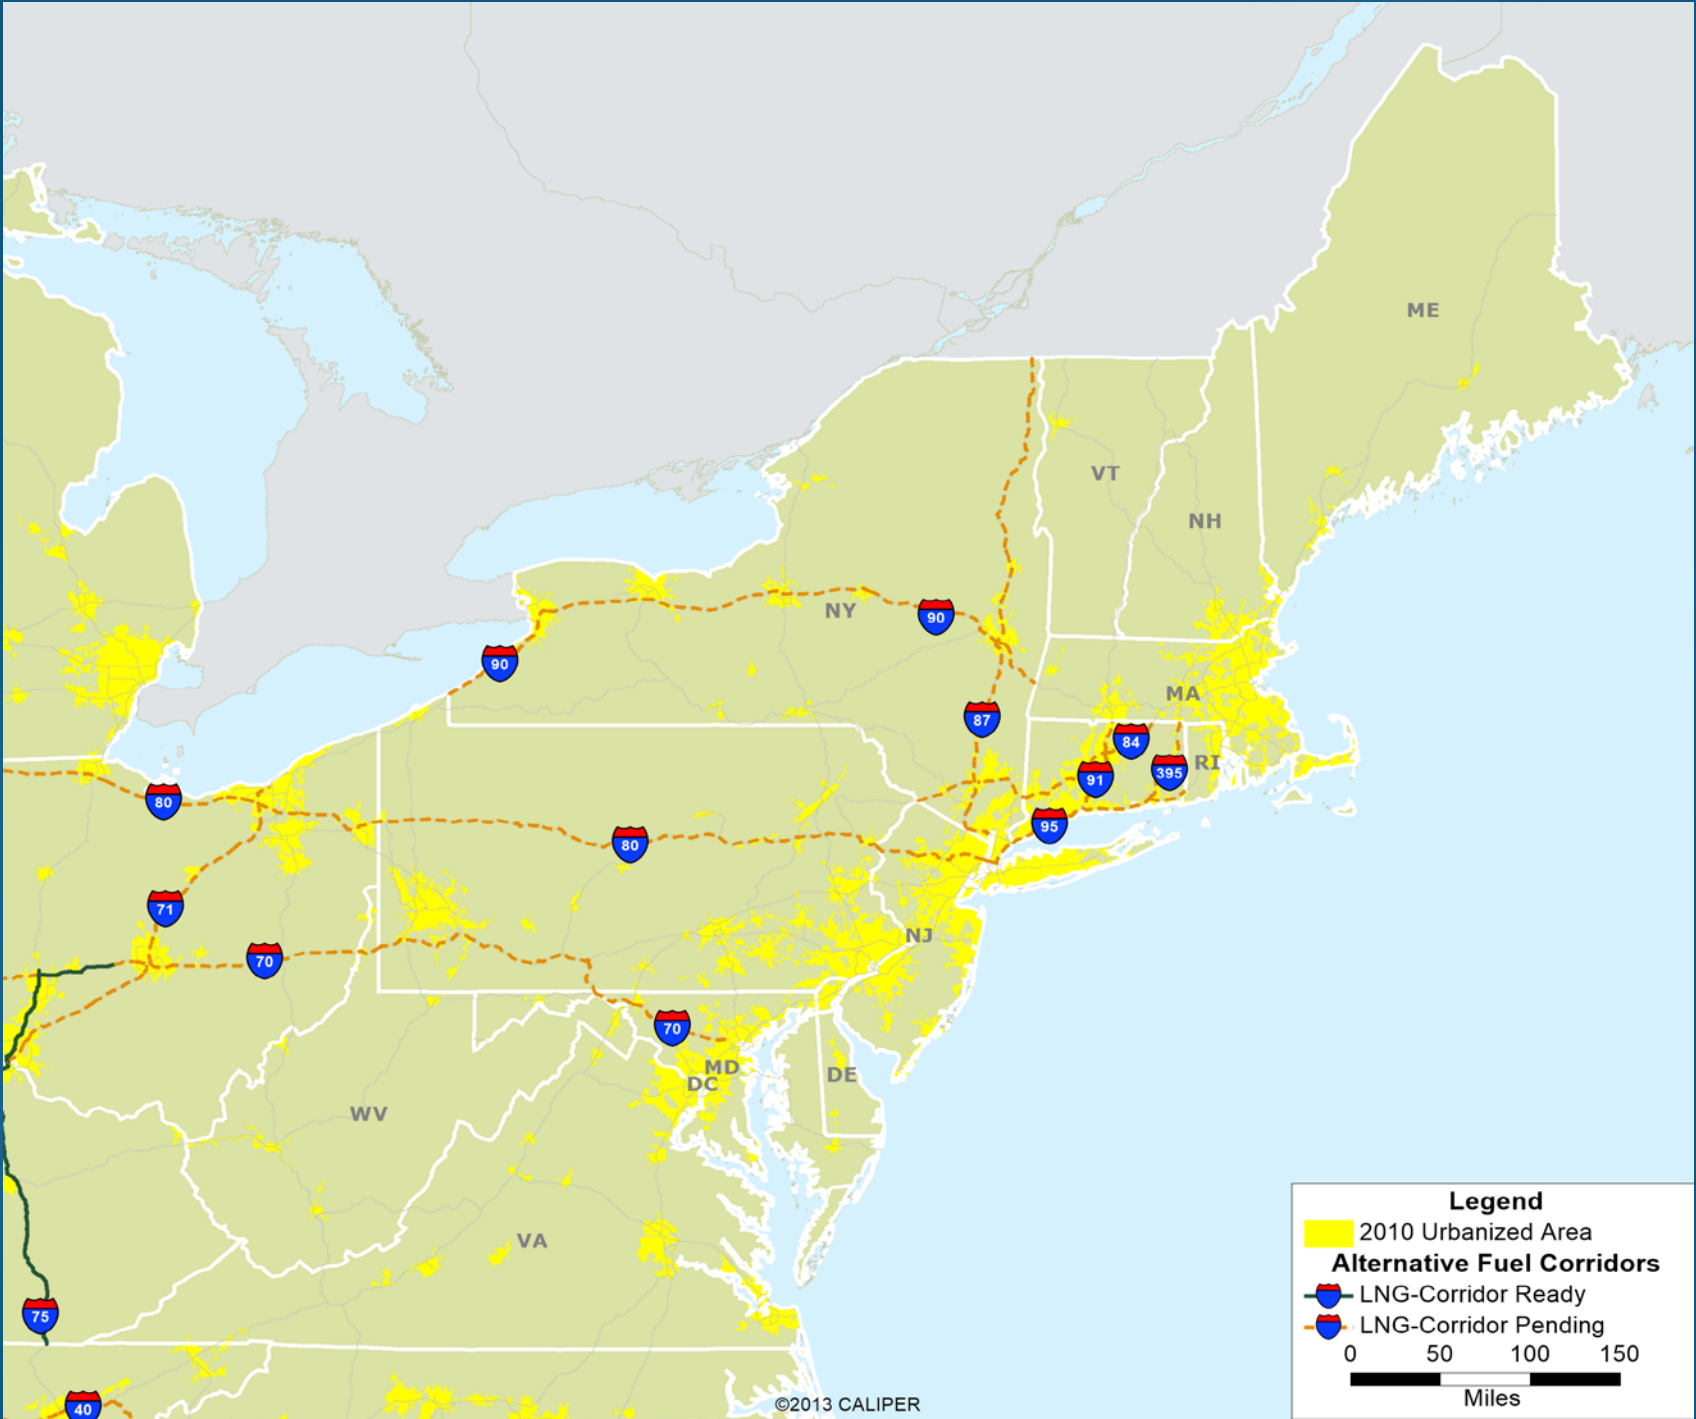 ME
VT
NH
NY
90
90
MA
87
84
RI
91
395
80
95
80
71
NJ
70
70
MD
DC
DE
WV
VA
75
40
©2013 CALIPER
Legend
2010 Urbanized Area
Alternative Fuel Corridors
LNG-Corridor Ready
LNG-Corridor Pending
0 50 100 150
Miles